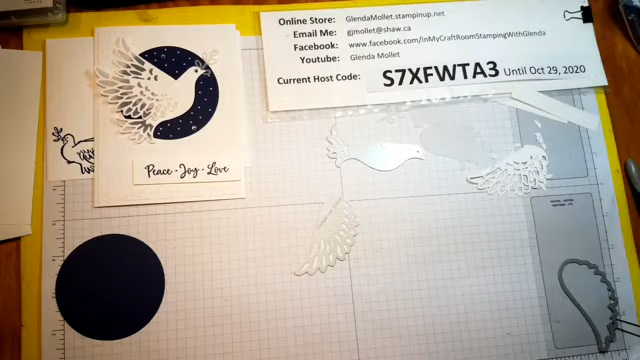 Online Store: GlendaMollet.stampinup.net
Email Me: gjmollet@shaw.ca
Facebook: www.facebook.com/InMyCraftRoomStampingWithGlenda
Youtube: Glenda Mollet
Current Host Code: S7XFWTA3 Until Oct 29, 2020
Peace • Joy • Love